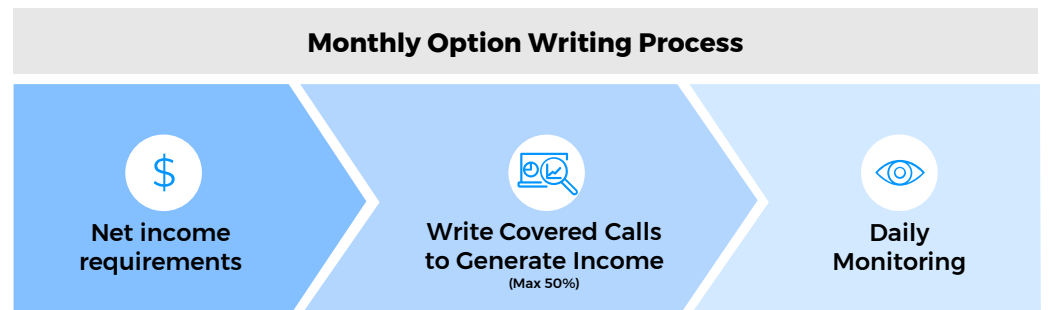 Monthly Option Writing Process
$
Net income
requirements
Write Covered Calls
to Generate Income
(Max 50%)
Daily
Monitoring